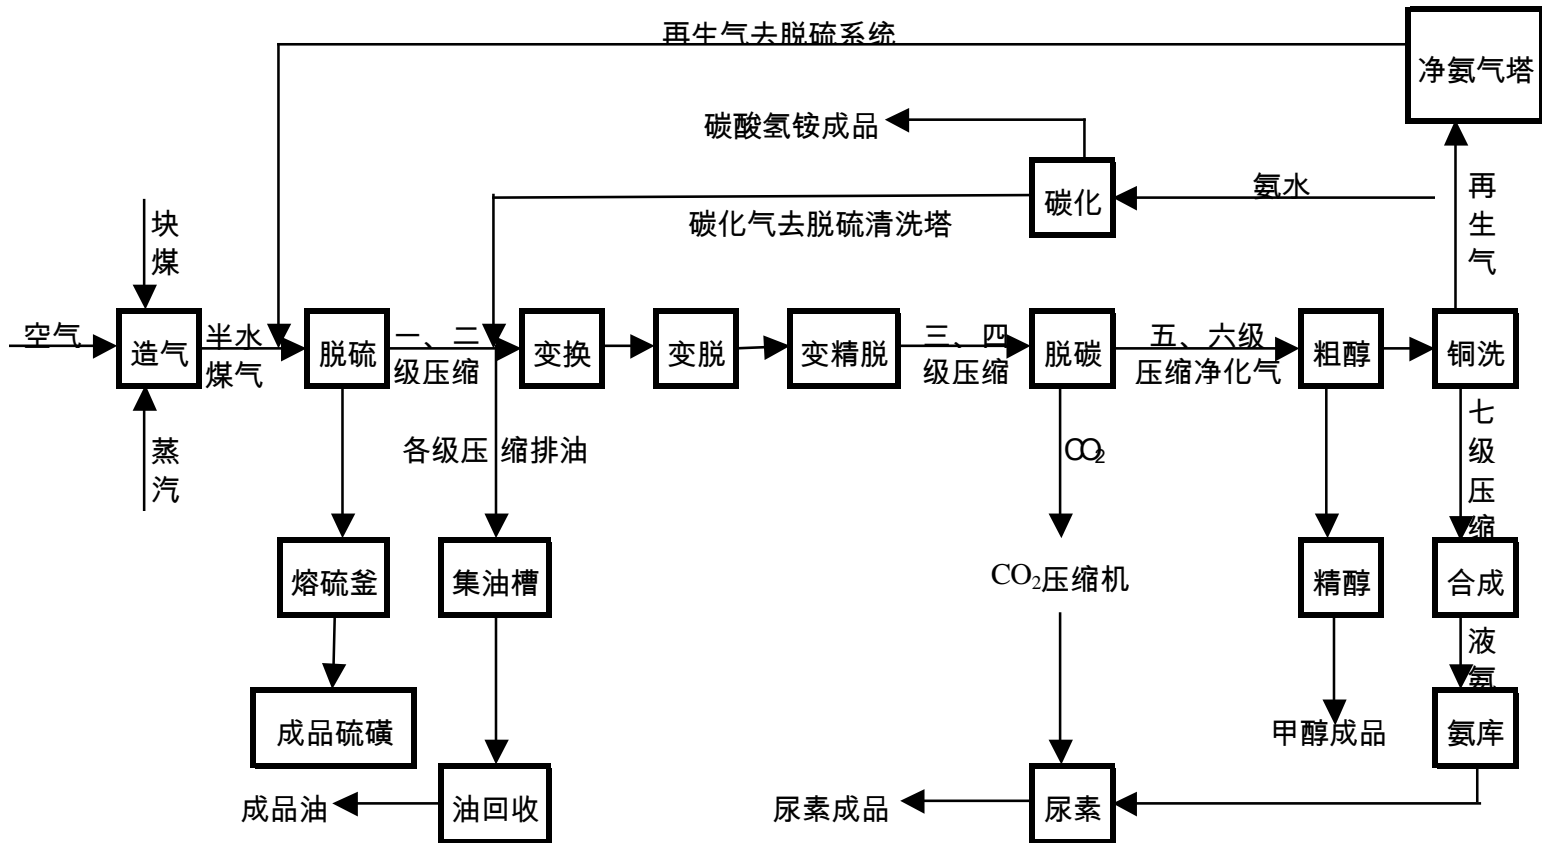 再生气去脱硫系统
净氨气塔
碳酸氢铵成品
碳化
氨水
再生气
块煤
碳化气去脱硫清洗塔
空气
造气
半水
煤气
脱硫
一、二
级压缩
变换
变脱
变精脱
三、四
级压缩
脱碳
五、六级
压缩净化气
粗醇
铜洗
蒸汽
各级压 缩排油
CO2
七级压缩
熔硫釜
集油槽
CO2压缩机
精醇
合成
液氨
成品硫磺
甲醇成品
氨库
成品油
油回收
尿素成品
尿素